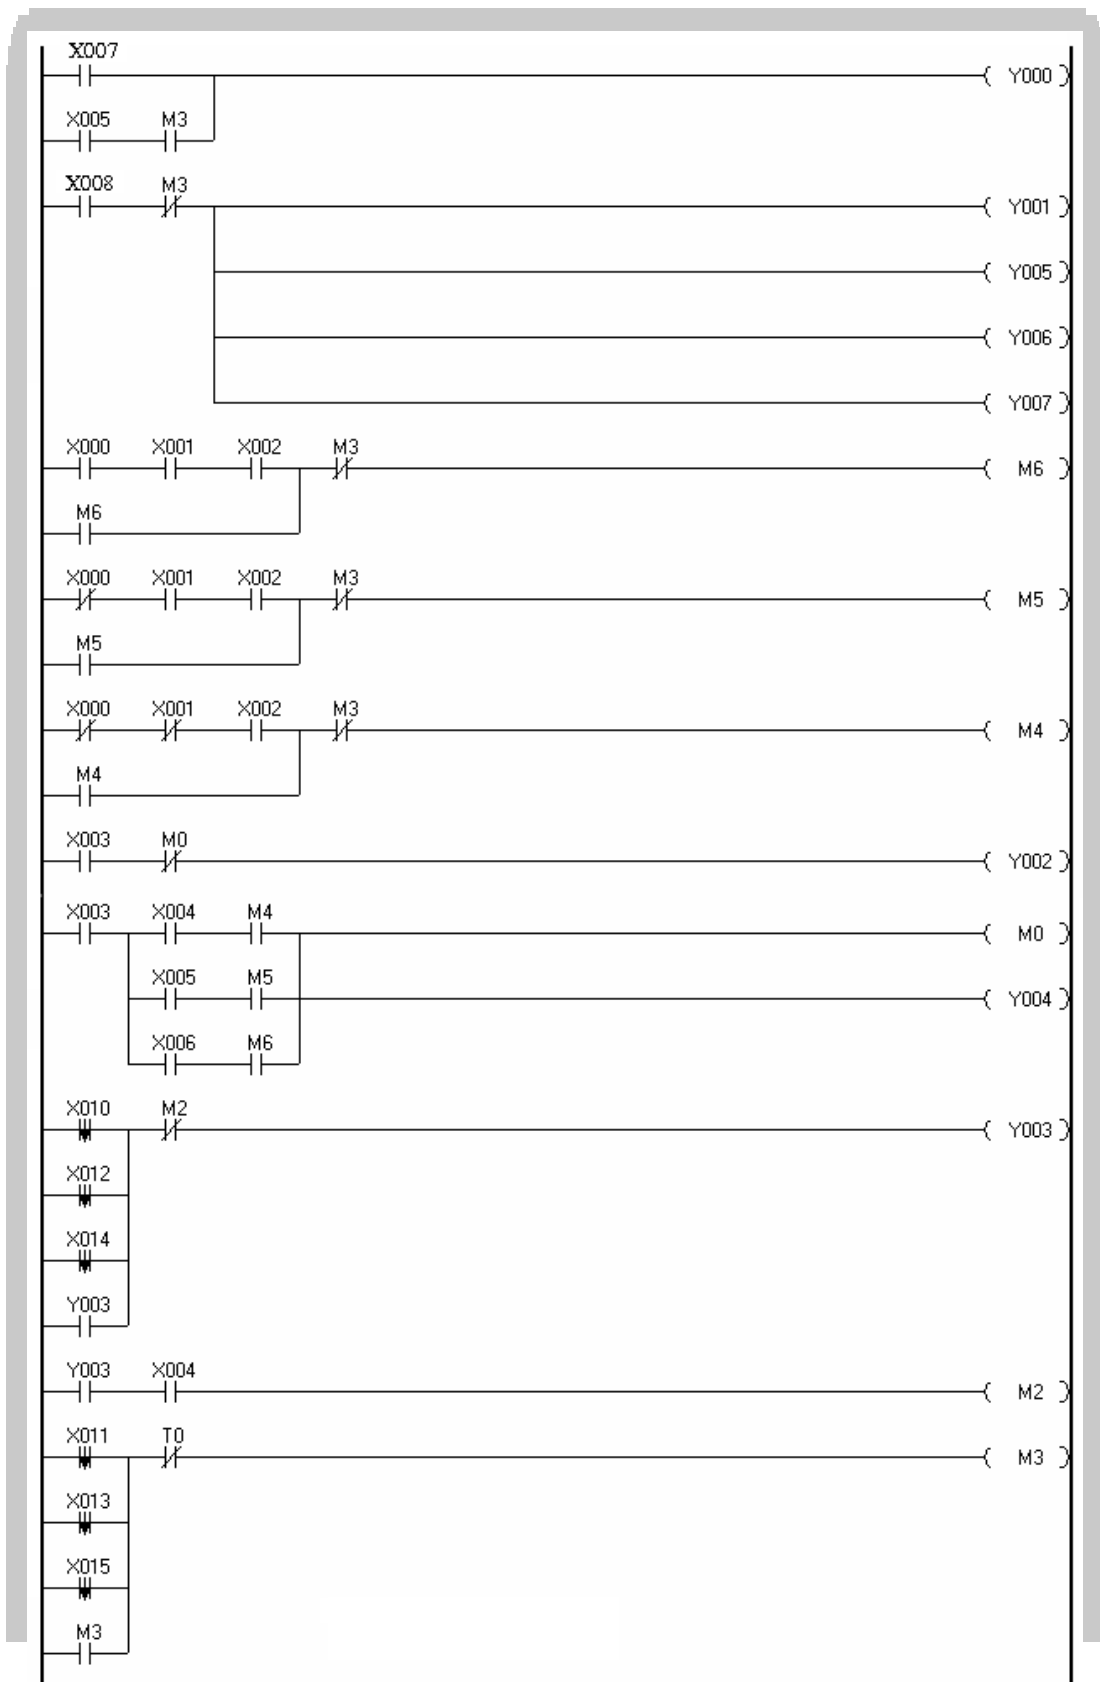 X007
Y000
X005 M3
X008 M3
Y001
Y005
Y006
Y007
X000 X001 X002 M3
M6
M6
X000 X001 X002 M3
M5
M5
X000 X001 X002 M3
M4
M4
X003 M0
Y002
X003 X004 M4
M0
X005 M5
Y004
X006 M6
X010 M2
Y003
X012
X014
Y003
Y003 X004
M2
X011 T0
M3
X013
X015
M3